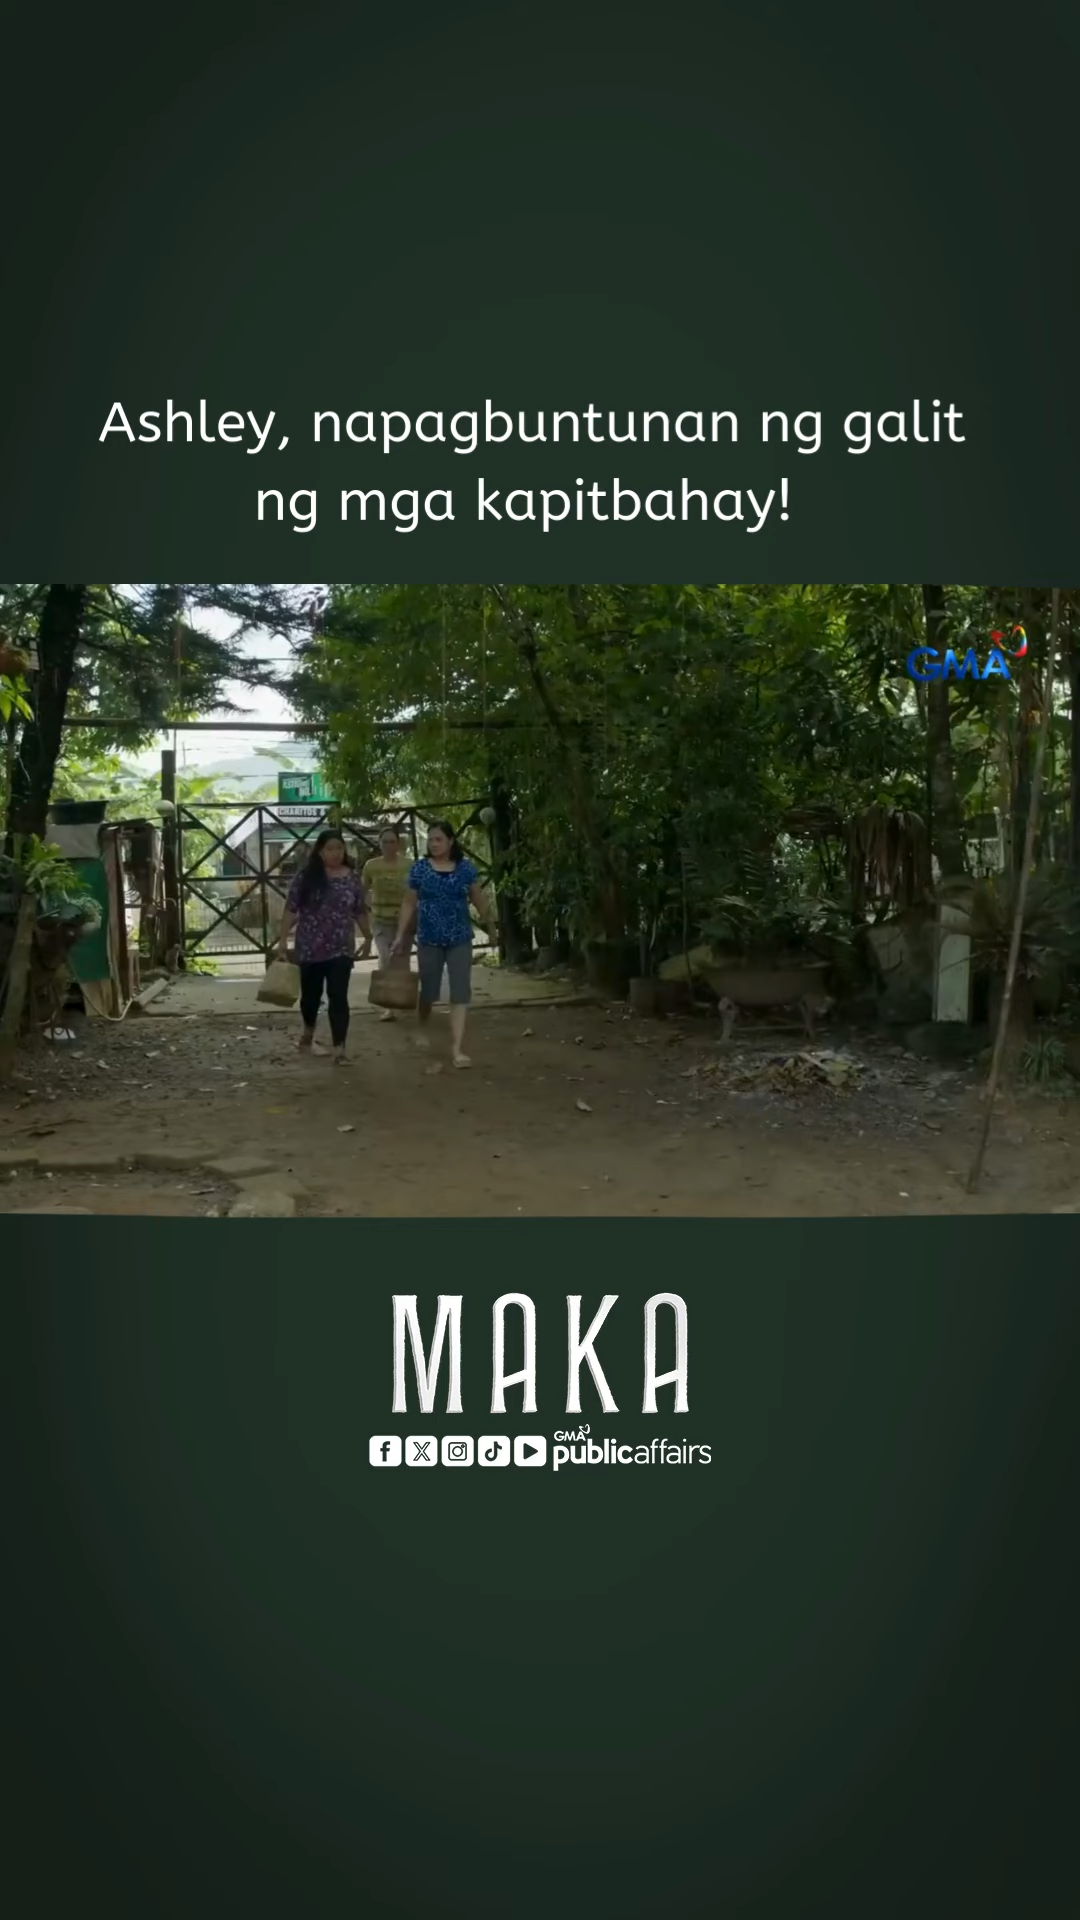 Ashley, napagbuntunan ng galit
ng mga kapitbahay!
GMA
MAKA
GMA
publicaffairs